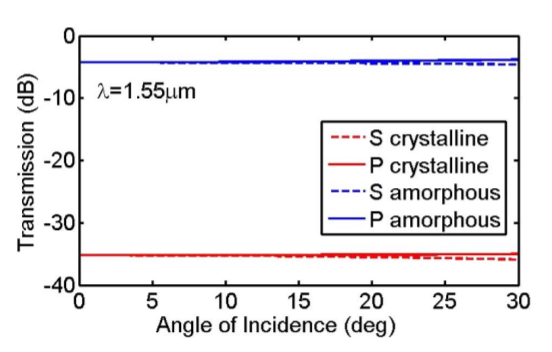 0
-10
-20
-30
-40
Transmission (dB)
λ=1.55μm
S crystalline
P crystalline
S amorphous
P amorphous
0 5 10 15 20 25 30
Angle of Incidence (deg)